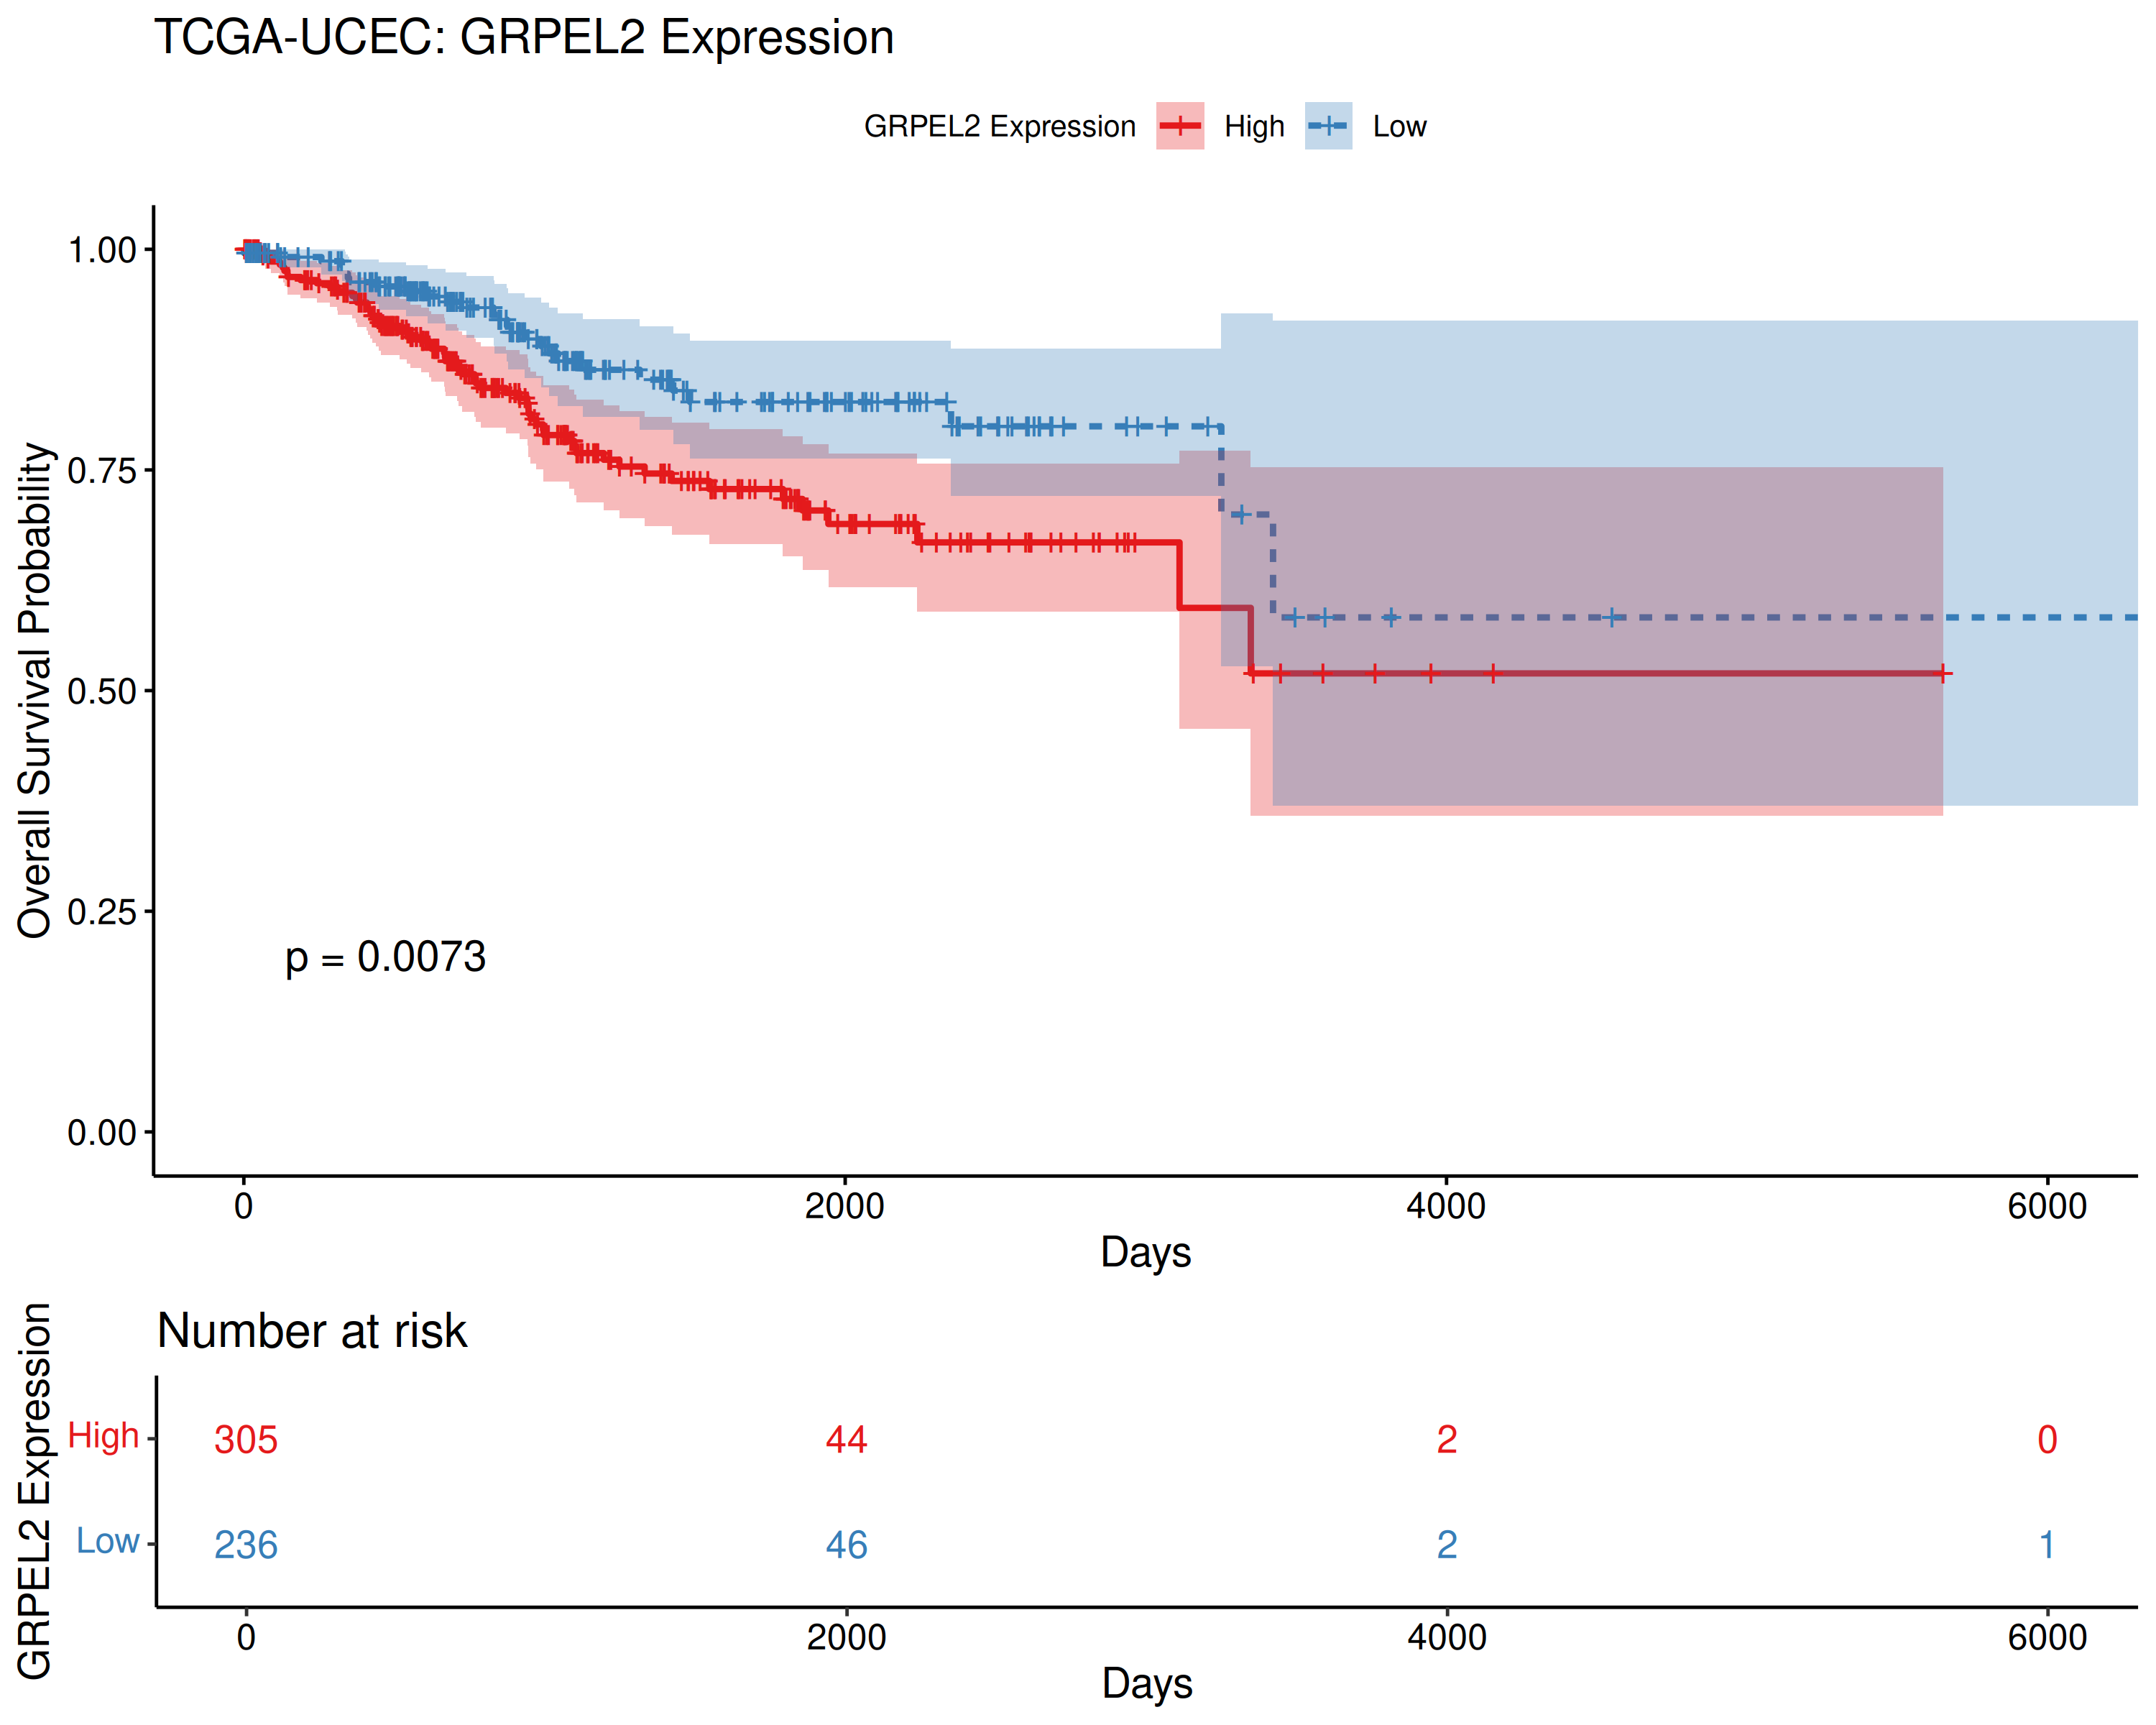 TCGA-UCEC: GRPEL2 Expression
GRPEL2 Expression High Low
Overall Survival Probability
1.00
0.75
0.50
0.25
0.00
p = 0.0073
0 2000 4000 6000
Days
Number at risk
GRPEL2 Expression
High 305 44 2 0
Low 236 46 2 1
0 2000 4000 6000
Days